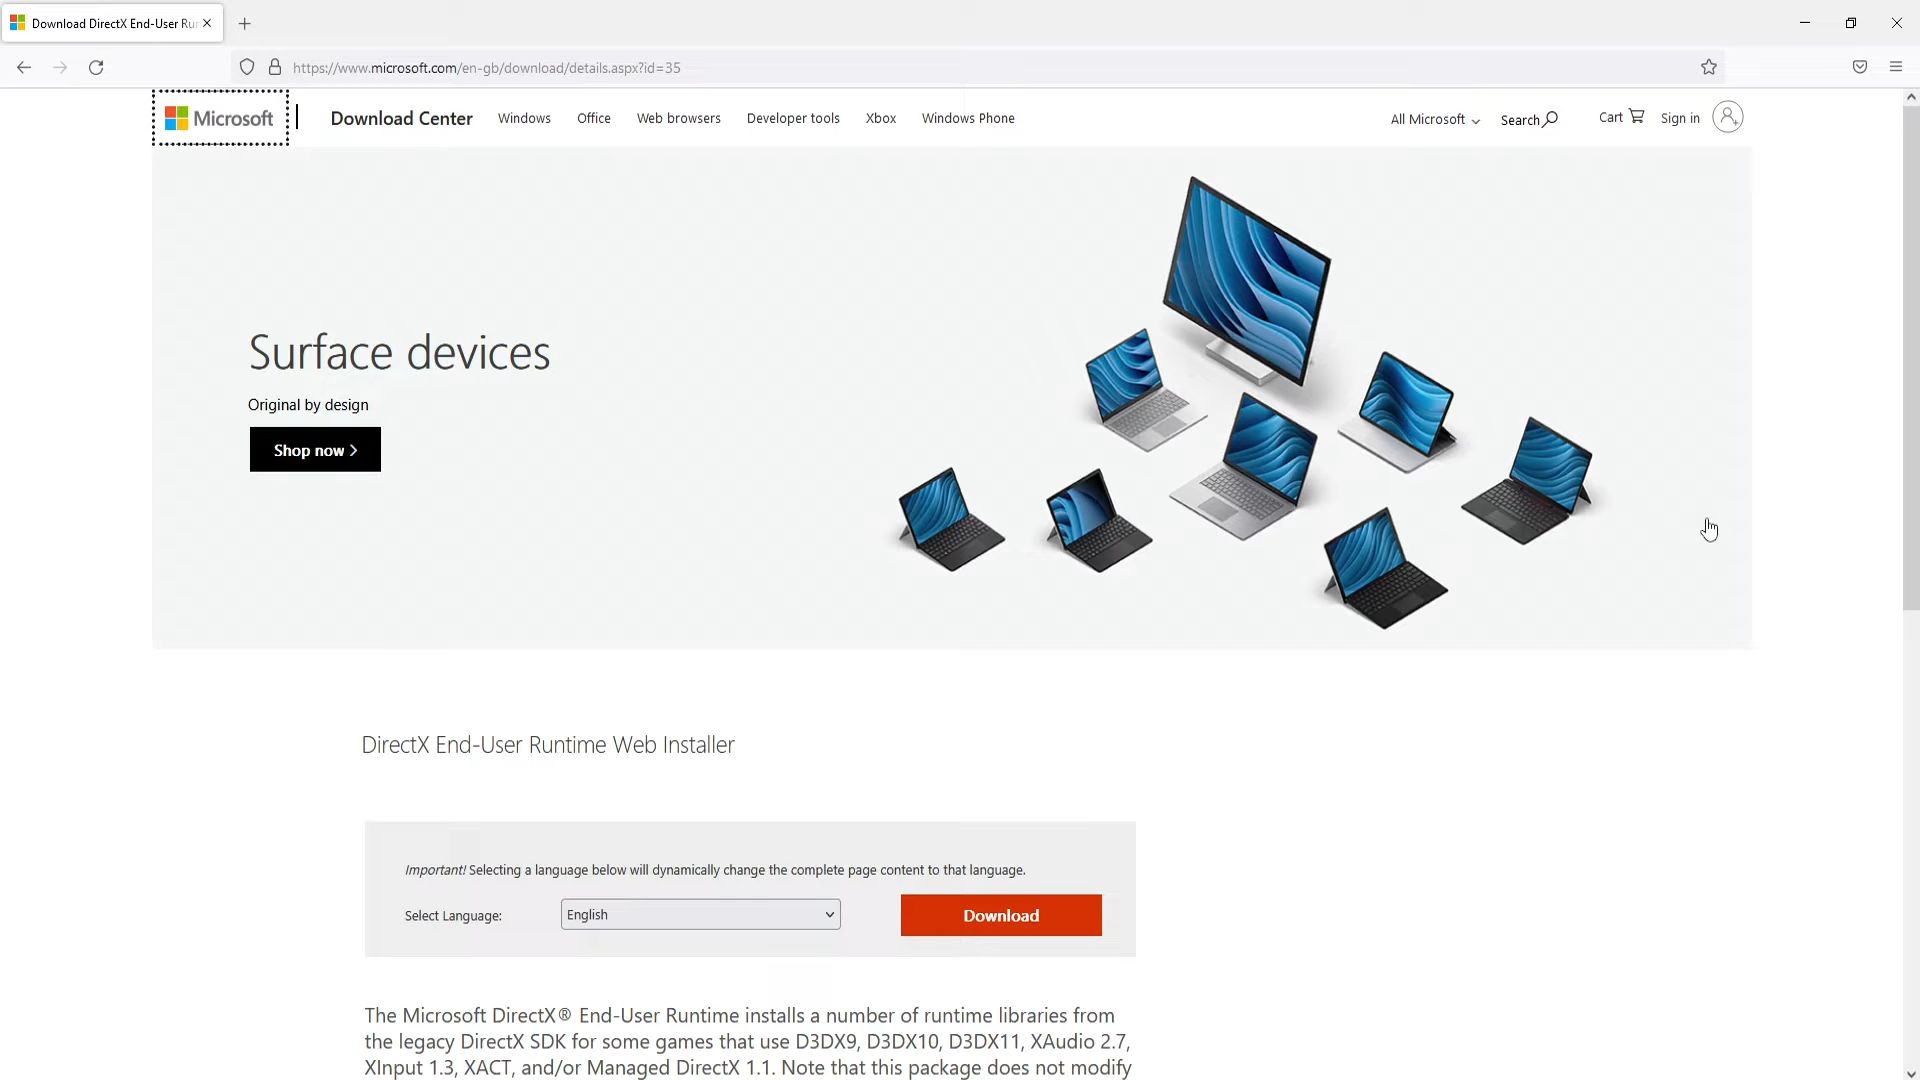 Download DirectX End-User Ru
https://www.microsoft.com/en-gb/download/details.aspx?id=35
Microsoft
Download Center
Windows
Office
Web browsers
Developer tools
Xbox
Windows Phone
All Microsoft
Search
Cart
Sign in
Surface devices
Original by design
Shop now
DirectX End-User Runtime Web Installer
Important! Selecting a language below will dynamically change the complete page content to that language.
Select Language:
English
Download
The Microsoft DirectX® End-User Runtime installs a number of runtime libraries from
the legacy DirectX SDK for some games that use D3DX9, D3DX10, D3DX11, XAudio 2.7,
XInput 1.3, XACT, and/or Managed DirectX 1.1. Note that this package does not modify